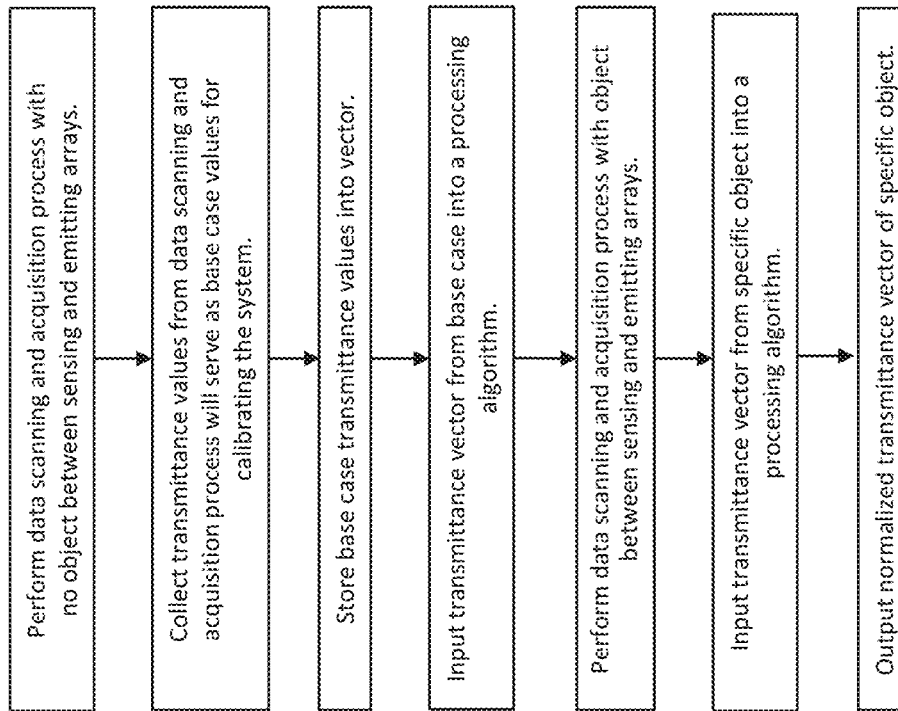 Perform data scanning and acquisition process with
no object between sensing and emitting arrays.
Collect transmittance values from data scanning and
acquisition process will serve as base case values for
calibrating the system.
Store base case transmittance values into vector.
Input transmittance vector from base case into a processing
algorithm.
Perform data scanning and acquisition process with object
between sensing and emitting arrays.
Input transmittance vector from specific object into a
processing algorithm.
Output normalized transmittance vector of specific object.